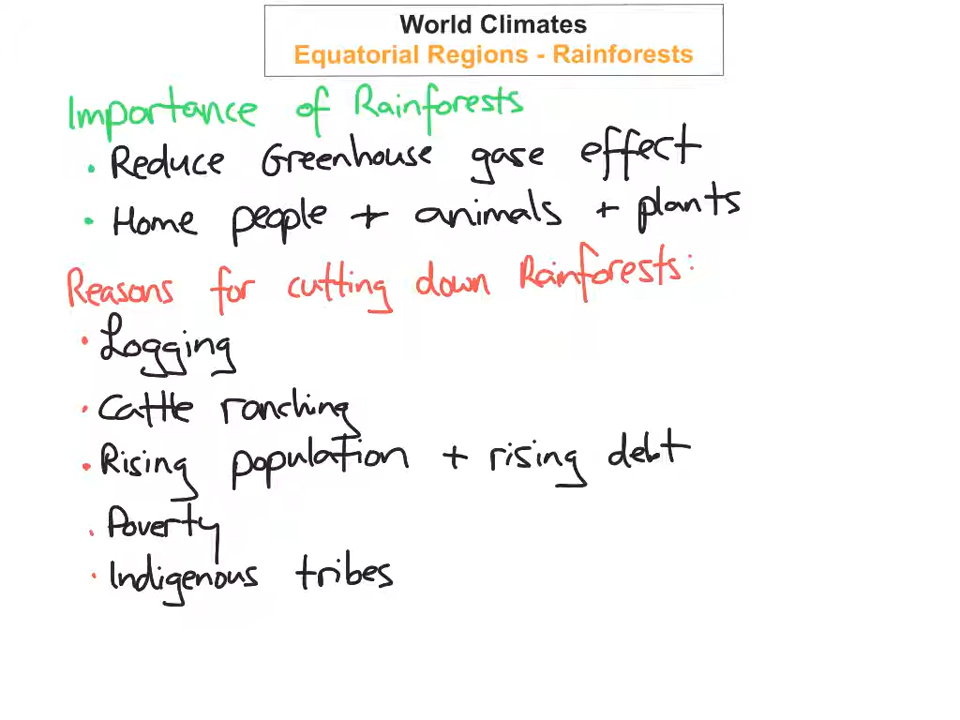 World Climates
Equatorial Regions - Rainforests
Importance of Rainforests
• Reduce Greenhouse gase effect
• Home people + animals + plants
Reasons for cutting down Rainforests:
• Logging
• Cattle ranching
• Rising population + rising debt
• Poverty
• Indigenous tribes